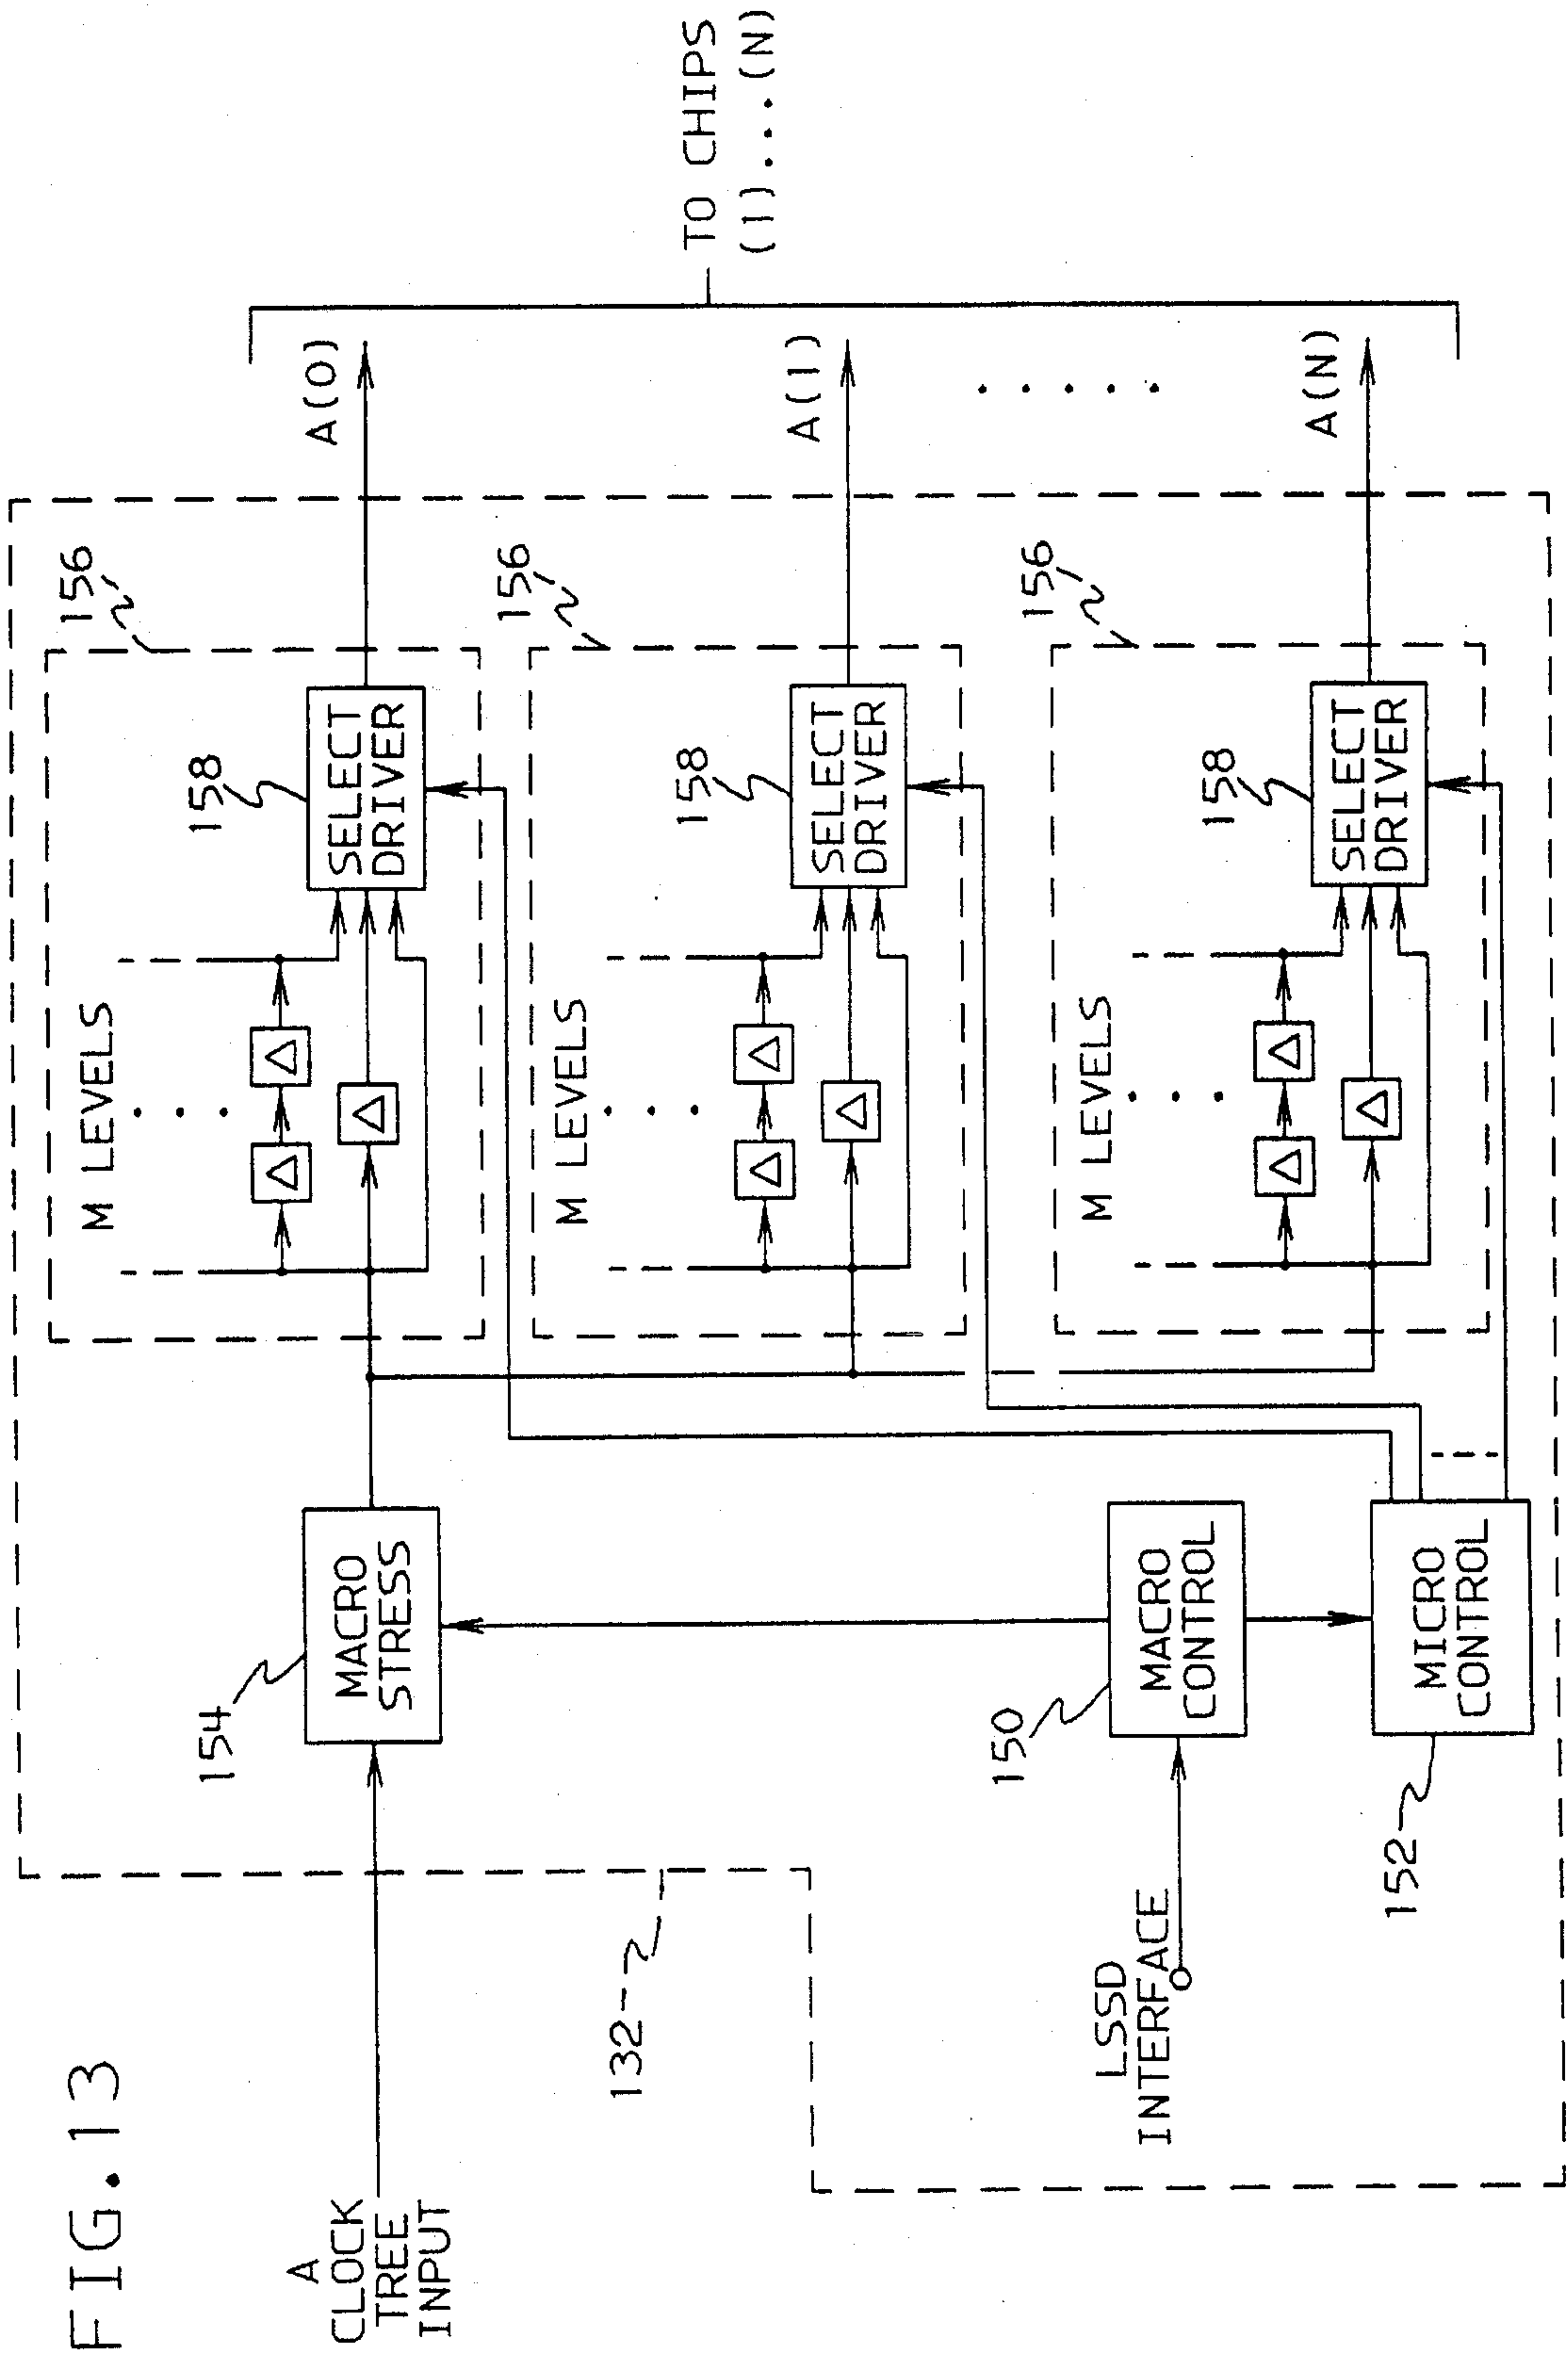 FIG.13
A
CLOCK
TREE
INPUT
132
154
MACRO
STRESS
LSSD
INTERFACE
150
MACRO
CONTROL
152
MICRO
CONTROL
156
M LEVELS
Δ
Δ
Δ
158
SELECT
DRIVER
A(0)
156
M LEVELS
Δ
Δ
Δ
158
SELECT
DRIVER
A(1)
.....
156
M LEVELS
Δ
Δ
Δ
158
SELECT
DRIVER
A(N)
TO CHIPS
(1)...(N)